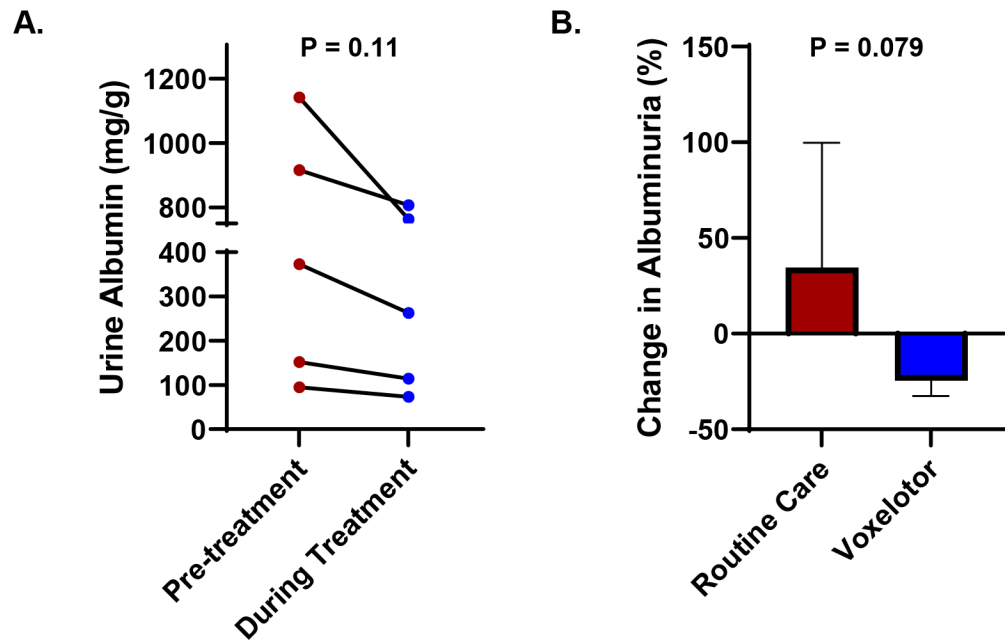 A.
P = 0.11
Urine Albumin (mg/g)
1200
1000
800
400
300
200
100
0
Pre-treatment
During Treatment
B.
P = 0.079
Change in Albuminuria (%)
150
100
50
0
-50
Routine Care
Voxelotor